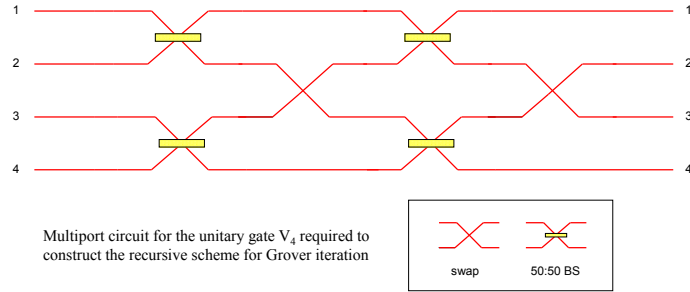 1 1
2 2
3 3
4 4
Multiport circuit for the unitary gate V₄ required to
construct the recursive scheme for Grover iteration
swap 50:50 BS